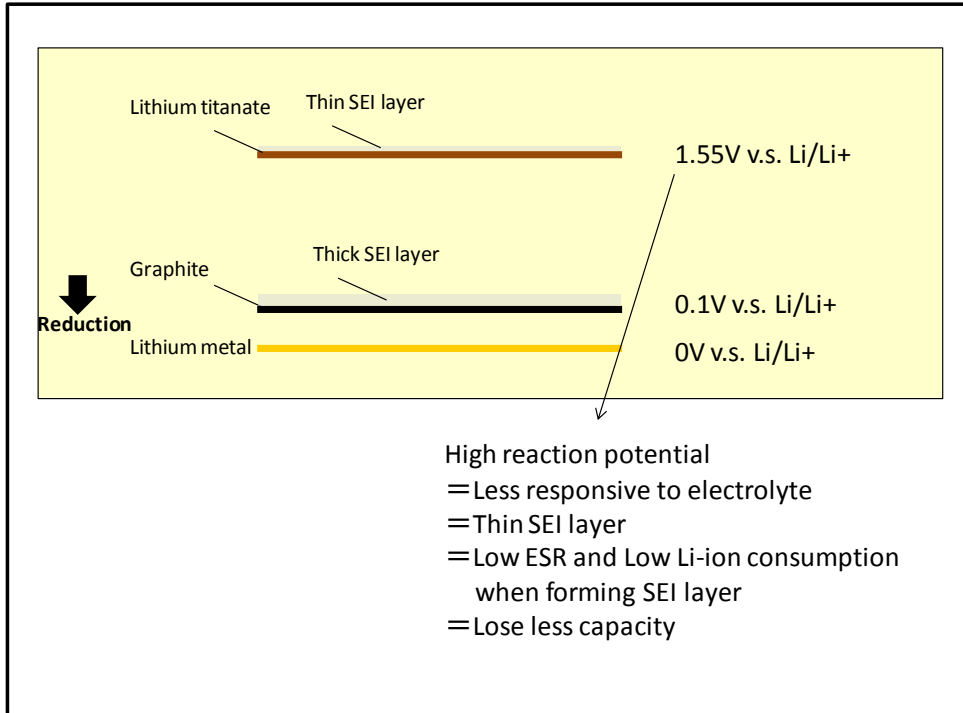 Lithium titanate
Thin SEI layer
1.55V v.s. Li/Li+
Graphite
Thick SEI layer
0.1V v.s. Li/Li+
Reduction
Lithium metal
0V v.s. Li/Li+
High reaction potential
＝Less responsive to electrolyte
＝Thin SEI layer
＝Low ESR and Low Li-ion consumption
when forming SEI layer
＝Lose less capacity